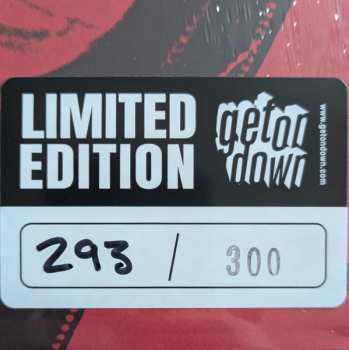 LIMITED
EDITION
get on
down
www.getondown.com
293 / 300